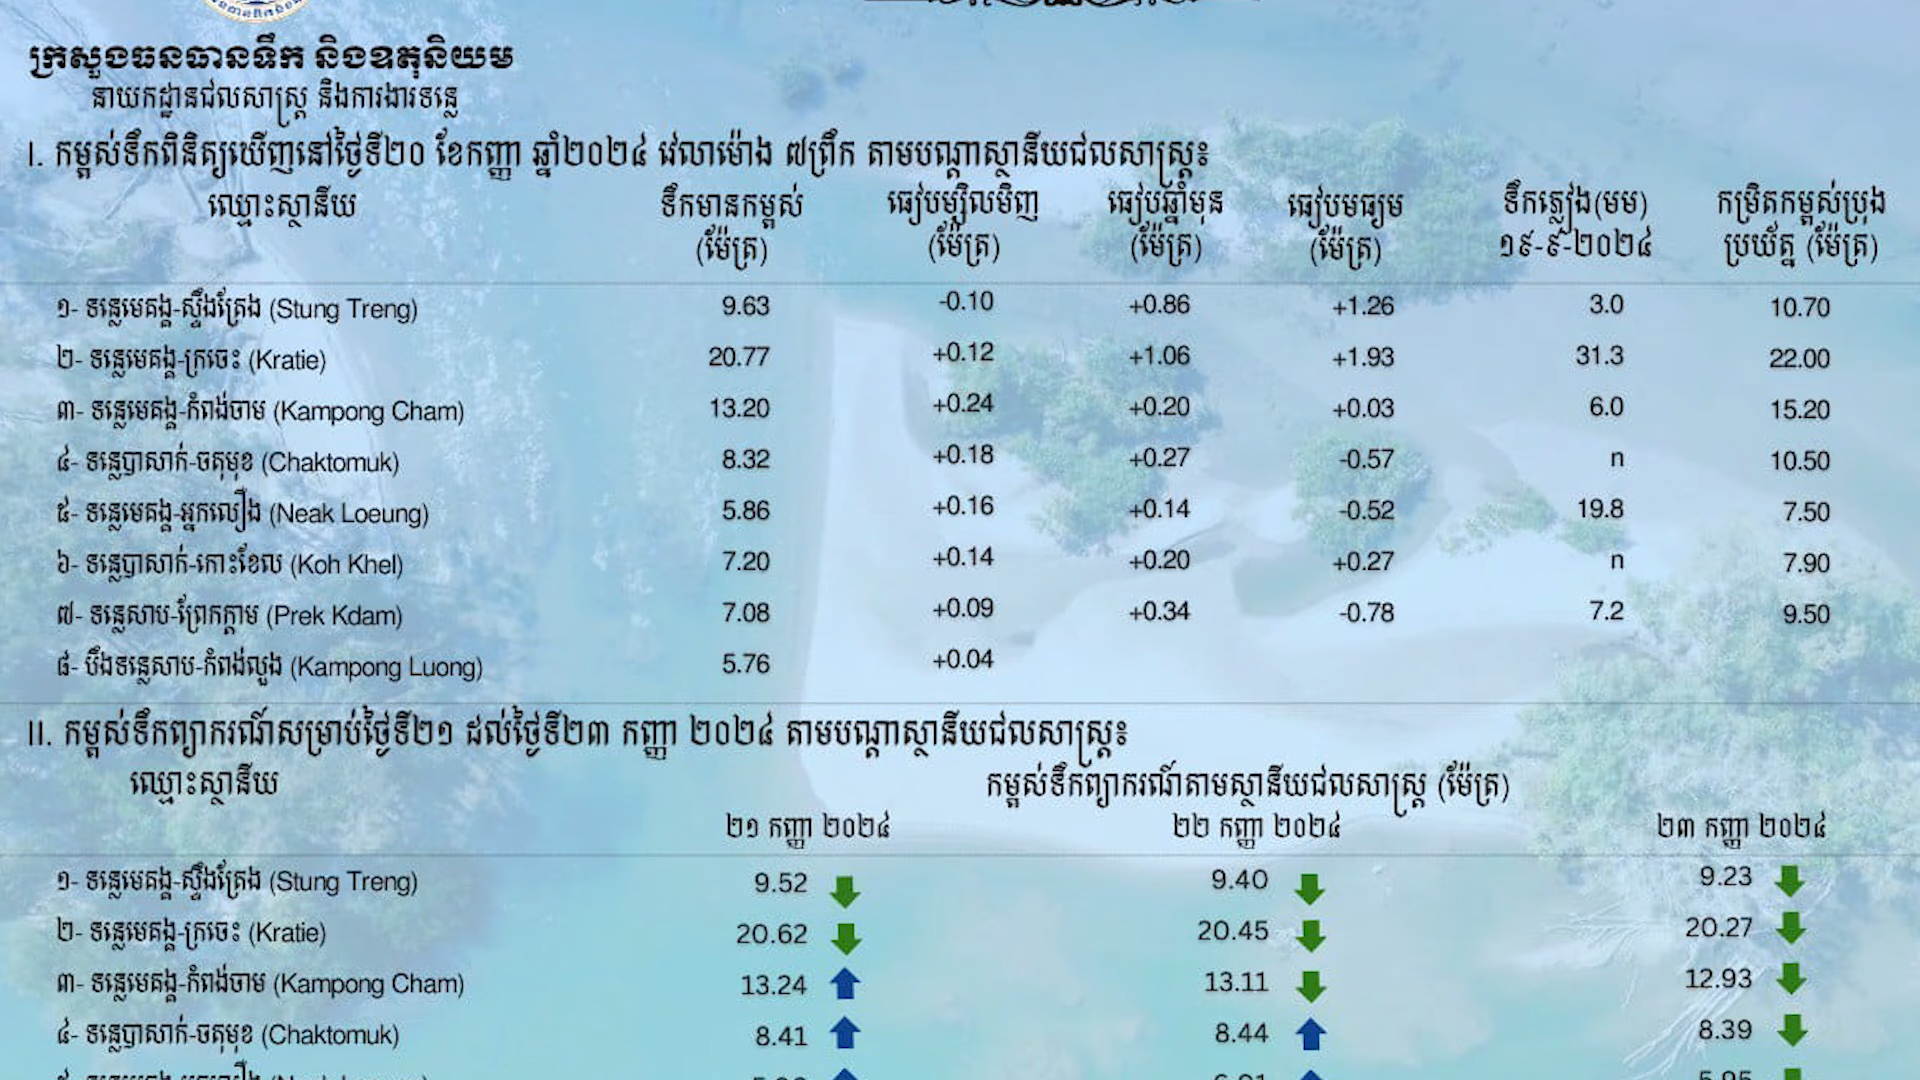 ក្រសួងធនធានទឹក និងឧតុនិយម
នាយកដ្ឋានជលសាស្ត្រ និងការងារទន្លេ
I. កម្ពស់ទឹកពិនិត្យឃើញនៅថ្ងៃទី២០ ខែកញ្ញា ឆ្នាំ២០២៤ វេលាម៉ោង ៧ព្រឹក តាមបណ្តាស្ថានីយជលសាស្ត្រ៖
ឈ្មោះស្ថានីយ ទឹកមានកម្ពស់ ធៀបម្សិលមិញ ធៀបឆ្នាំមុន ធៀបមធ្យម ទឹកភ្លៀង(មម) កម្រិតកម្ពស់ប្រុង
(ម៉ែត្រ) (ម៉ែត្រ) (ម៉ែត្រ) (ម៉ែត្រ) ១៩-៩-២០២៤ ប្រយ័ត្ន (ម៉ែត្រ)
១- ទន្លេមេគង្គ-ស្ទឹងត្រែង (Stung Treng) 9.63 -0.10 +0.86 +1.26 3.0 10.70
២- ទន្លេមេគង្គ-ក្រចេះ (Kratie) 20.77 +0.12 +1.06 +1.93 31.3 22.00
៣- ទន្លេមេគង្គ-កំពង់ចាម (Kampong Cham) 13.20 +0.24 +0.20 +0.03 6.0 15.20
៤- ទន្លេបាសាក់-ចតុមុខ (Chaktomuk) 8.32 +0.18 +0.27 -0.57 n 10.50
៥- ទន្លេមេគង្គ-អ្នកលឿង (Neak Loeung) 5.86 +0.16 +0.14 -0.52 19.8 7.50
៦- ទន្លេបាសាក់-កោះខែល (Koh Khel) 7.20 +0.14 +0.20 +0.27 n 7.90
៧- ទន្លេសាប-ព្រែកក្តាម (Prek Kdam) 7.08 +0.09 +0.34 -0.78 7.2 9.50
៨- បឹងទន្លេសាប-កំពង់លួង (Kampong Luong) 5.76 +0.04
II. កម្ពស់ទឹកព្យាករណ៍សម្រាប់ថ្ងៃទី២១ ដល់ថ្ងៃទី២៣ កញ្ញា ២០២៤ តាមបណ្តាស្ថានីយជលសាស្ត្រ៖
ឈ្មោះស្ថានីយ កម្ពស់ទឹកព្យាករណ៍តាមស្ថានីយជលសាស្ត្រ (ម៉ែត្រ)
២១ កញ្ញា ២០២៤ ២២ កញ្ញា ២០២៤ ២៣ កញ្ញា ២០២៤
១- ទន្លេមេគង្គ-ស្ទឹងត្រែង (Stung Treng) 9.52 9.40 9.23
២- ទន្លេមេគង្គ-ក្រចេះ (Kratie) 20.62 20.45 20.27
៣- ទន្លេមេគង្គ-កំពង់ចាម (Kampong Cham) 13.24 13.11 12.93
៤- ទន្លេបាសាក់-ចតុមុខ (Chaktomuk) 8.41 8.44 8.39